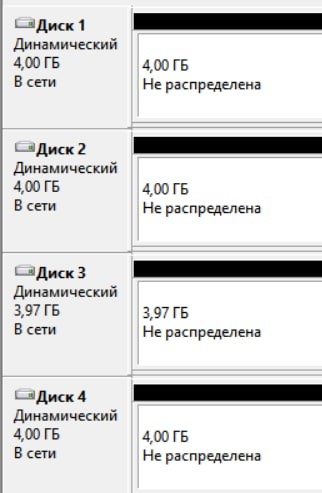 Диск 1
Динамический
4,00 ГБ
В сети
4,00 ГБ
Не распределена
Диск 2
Динамический
4,00 ГБ
В сети
4,00 ГБ
Не распределена
Диск 3
Динамический
3,97 ГБ
В сети
3,97 ГБ
Не распределена
Диск 4
Динамический
4,00 ГБ
В сети
4,00 ГБ
Не распределена